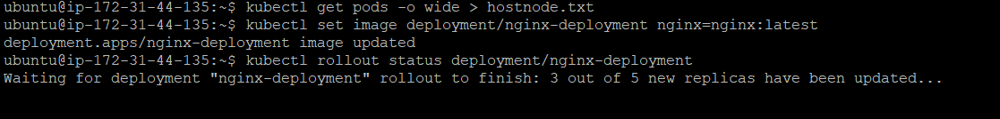 ubuntu@ip-172-31-44-135:~$ kubectl get pods -o wide > hostnode.txt
ubuntu@ip-172-31-44-135:~$ kubectl set image deployment/nginx-deployment nginx=nginx:latest
deployment.apps/nginx-deployment image updated
ubuntu@ip-172-31-44-135:~$ kubectl rollout status deployment/nginx-deployment
Waiting for deployment "nginx-deployment" rollout to finish: 3 out of 5 new replicas have been updated...